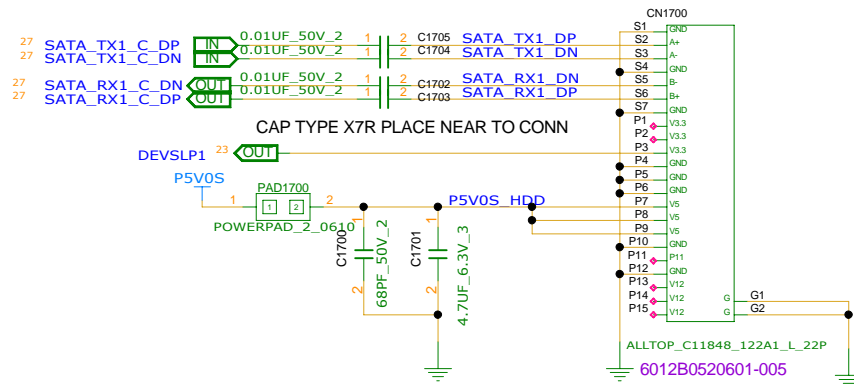 CN1700
27 SATA_TX1_C_DP IN 0.01UF_50V_2 1 2 C1705 SATA_TX1_DP S1 GND
27 SATA_TX1_C_DN IN 0.01UF_50V_2 1 2 C1704 SATA_TX1_DN S2 A+
S3 A-
S4 GND
27 SATA_RX1_C_DN OUT 0.01UF_50V_2 1 2 C1702 SATA_RX1_DN S5 B-
27 SATA_RX1_C_DP OUT 0.01UF_50V_2 1 2 C1703 SATA_RX1_DP S6 B+
S7 GND
CAP TYPE X7R PLACE NEAR TO CONN
P1 V3.3
P2 V3.3
DEVSLP1 23 OUT P3 V3.3
P4 GND
P5 GND
P6 GND
P5V0S 1 PAD1700 1 2 2 P5V0S_HDD P7 V5
POWERPAD_2_0610
P8 V5
P9 V5
1 C1700 2 68PF_50V_2
1 C1701 2 4.7UF_6.3V_3
P10 GND
P11 P11
P12 GND
P13 V12
P14 V12 G G1
P15 V12 G G2
ALLTOP_C11848_122A1_L_22P
6012B0520601-005